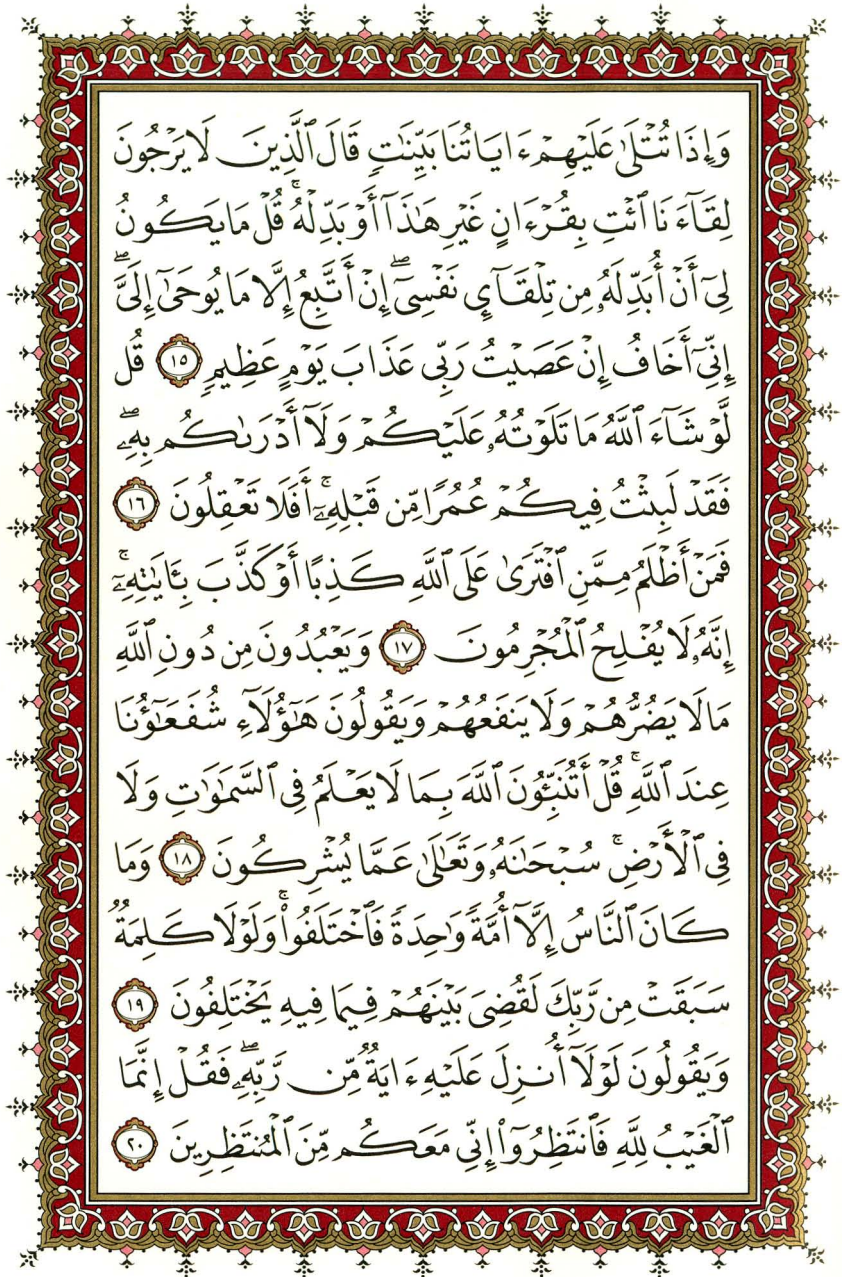 وَإِذَا تُتۡلَىٰ عَلَيۡهِمۡ ءَايَاتُنَا بَيِّنَٰتٖ قَالَ ٱلَّذِينَ لَا يَرۡجُونَ
لِقَآءَنَا ٱئۡتِ بِقُرۡءَانٍ غَيۡرِ هَٰذَآ أَوۡ بَدِّلۡهُۚ قُلۡ مَا يَكُونُ
لِيٓ أَنۡ أُبَدِّلَهُۥ مِن تِلۡقَآيِٕ نَفۡسِيٓۖ إِنۡ أَتَّبِعُ إِلَّا مَا يُوحَىٰٓ إِلَيَّۖ
إِنِّيٓ أَخَافُ إِنۡ عَصَيۡتُ رَبِّي عَذَابَ يَوۡمٍ عَظِيمٖ ١٥ قُل
لَّوۡ شَآءَ ٱللَّهُ مَا تَلَوۡتُهُۥ عَلَيۡكُمۡ وَلَآ أَدۡرَىٰكُم بِهِۦۖ
فَقَدۡ لَبِثۡتُ فِيكُمۡ عُمُرٗا مِّن قَبۡلِهِۦٓۚ أَفَلَا تَعۡقِلُونَ ١٦
فَمَنۡ أَظۡلَمُ مِمَّنِ ٱفۡتَرَىٰ عَلَى ٱللَّهِ كَذِبًا أَوۡ كَذَّبَ بِـَٔايَٰتِهِۦٓۚ
إِنَّهُۥ لَا يُفۡلِحُ ٱلۡمُجۡرِمُونَ ١٧ وَيَعۡبُدُونَ مِن دُونِ ٱللَّهِ
مَا لَا يَضُرُّهُمۡ وَلَا يَنفَعُهُمۡ وَيَقُولُونَ هَٰٓؤُلَآءِ شُفَعَٰٓؤُنَا
عِندَ ٱللَّهِۚ قُلۡ أَتُنَبِّـُٔونَ ٱللَّهَ بِمَا لَا يَعۡلَمُ فِي ٱلسَّمَٰوَٰتِ وَلَا
فِي ٱلۡأَرۡضِۚ سُبۡحَٰنَهُۥ وَتَعَٰلَىٰ عَمَّا يُشۡرِكُونَ ١٨ وَمَا
كَانَ ٱلنَّاسُ إِلَّآ أُمَّةٗ وَٰحِدَةٗ فَٱخۡتَلَفُواْۚ وَلَوۡلَا كَلِمَةٞ
سَبَقَتۡ مِن رَّبِّكَ لَقُضِيَ بَيۡنَهُمۡ فِيمَا فِيهِ يَخۡتَلِفُونَ ١٩
وَيَقُولُونَ لَوۡلَآ أُنزِلَ عَلَيۡهِ ءَايَةٞ مِّن رَّبِّهِۦۖ فَقُلۡ إِنَّمَا
ٱلۡغَيۡبُ لِلَّهِ فَٱنتَظِرُوٓاْ إِنِّي مَعَكُم مِّنَ ٱلۡمُنتَظِرِينَ ٢٠